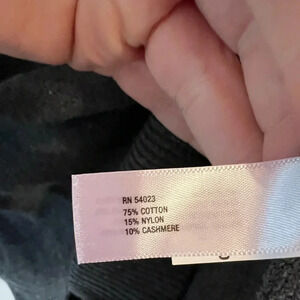 RN 54023
75% COTTON
15% NYLON
10% CASHMERE